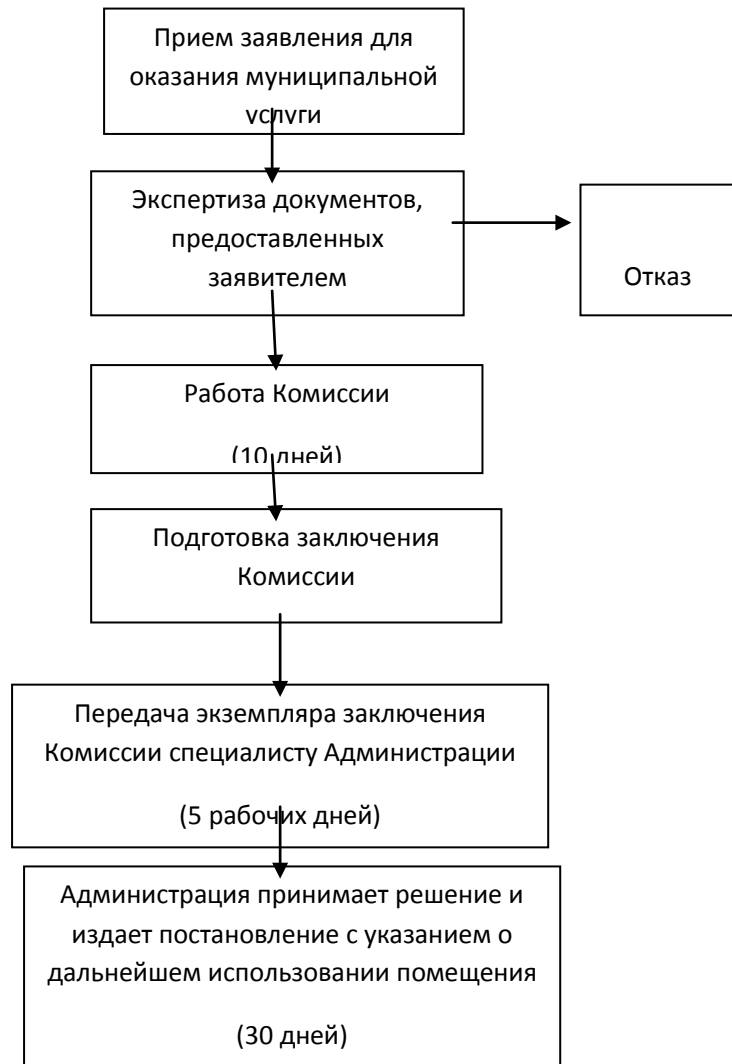 Прием заявления для
оказания муниципальной
услуги
Экспертиза документов,
предоставленных
заявителем
Отказ
Работа Комиссии
(10 дней)
Подготовка заключения
Комиссии
Передача экземпляра заключения
Комиссии специалисту Администрации
(5 рабочих дней)
Администрация принимает решение и
издает постановление с указанием о
дальнейшем использовании помещения
(30 дней)